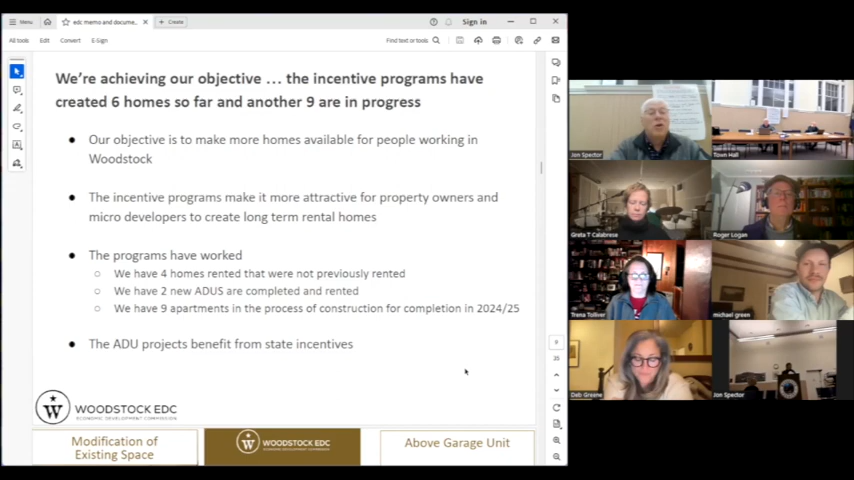 Menu
edc memo and docume...
Create
Sign in
All tools
Edit
Convert
E-Sign
Find text or tools
We're achieving our objective ... the incentive programs have
created 6 homes so far and another 9 are in progress
Our objective is to make more homes available for people working in
Woodstock
The incentive programs make it more attractive for property owners and
micro developers to create long term rental homes
The programs have worked
We have 4 homes rented that were not previously rented
We have 2 new ADUS are completed and rented
We have 9 apartments in the process of construction for completion in 2024/25
The ADU projects benefit from state incentives
WOODSTOCK EDC
ECONOMIC DEVELOPMENT COMMISSION
Modification of
Existing Space
WOODSTOCK EDC
Above Garage Unit
Jon Spector
Town Hall
Greta T Calabrese
Roger Logan
Trena Tolliver
michael green
Deb Greene
Jon Spector